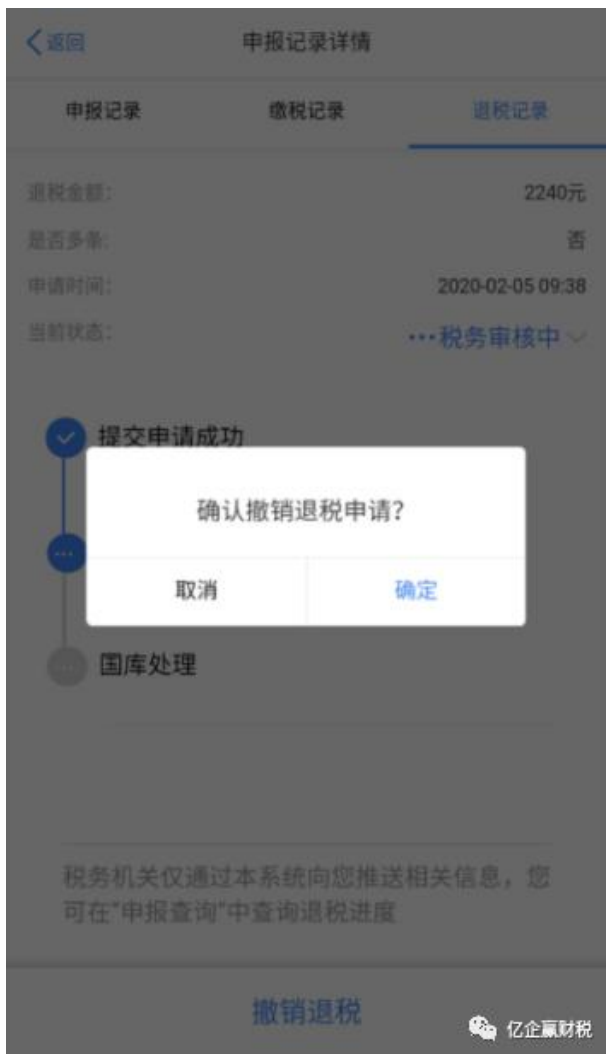 返回
申报记录详情
申报记录 缴税记录 退税记录
退税金额： 2240元
是否多条: 否
申请时间： 2020-02-05 09:38
当前状态： •••税务审核中
提交申请成功
确认撤销退税申请？
取消 确定
国库处理
税务机关仅通过本系统向您推送相关信息，您
可在"申报查询"中查询退税进度
撤销退税
亿企赢财税